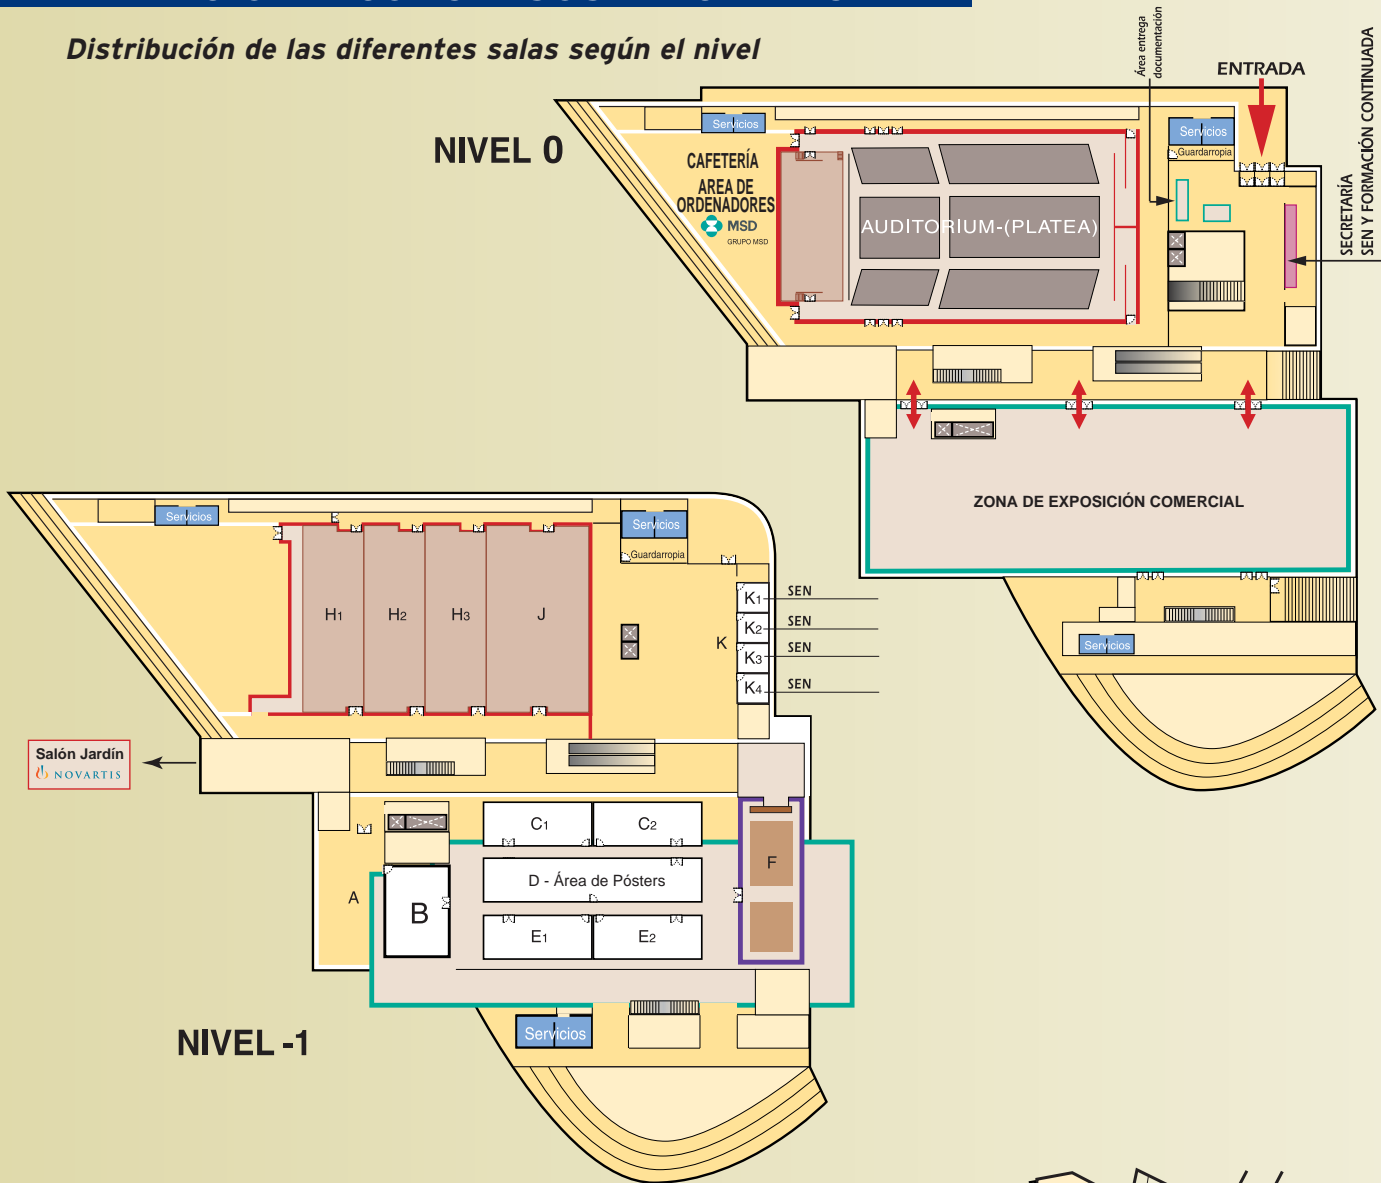 Distribución de las diferentes salas según el nivel
NIVEL 0
Área entrega
documentación
ENTRADA
SECRETARÍA
SEN Y FORMACIÓN CONTINUADA
Servicios
Servicios
Guardarropia
CAFETERÍA
AREA DE
ORDENADORES
MSD
GRUPO MSD
AUDITORIUM-(PLATEA)
ZONA DE EXPOSICIÓN COMERCIAL
Servicios
Servicios
Servicios
Guardarropia
H1
H2
H3
J
K
K1
SEN
K2
SEN
K3
SEN
K4
SEN
Salón Jardín
NOVARTIS
C1
C2
A
B
D - Área de Pósters
F
E1
E2
NIVEL -1
Servicios